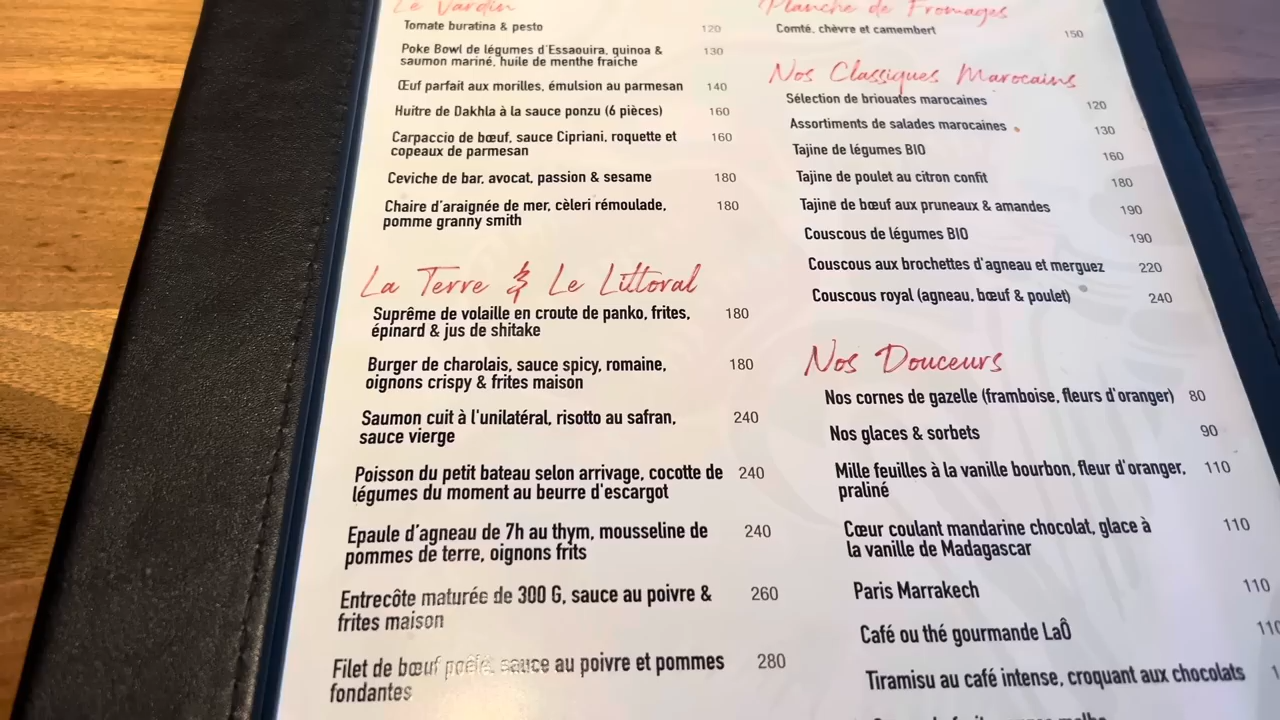 Le Jardin
Tomate buratina & pesto 120
Poke Bowl de légumes d'Essaouira, quinoa & 130
saumon mariné, huile de menthe fraiche
Œuf parfait aux morilles, émulsion au parmesan 140
Huitre de Dakhla à la sauce ponzu (6 pièces) 160
Carpaccio de bœuf, sauce Cipriani, roquette et 160
copeaux de parmesan
Ceviche de bar, avocat, passion & sesame 180
Chaire d'araignée de mer, cèleri rémoulade, 180
pomme granny smith
La Terre & Le Littoral
Suprême de volaille en croute de panko, frites, 180
épinard & jus de shitake
Burger de charolais, sauce spicy, romaine, 180
oignons crispy & frites maison
Saumon cuit à l'unilatéral, risotto au safran, 240
sauce vierge
Poisson du petit bateau selon arrivage, cocotte de 240
légumes du moment au beurre d'escargot
Epaule d'agneau de 7h au thym, mousseline de 240
pommes de terre, oignons frits
Entrecôte maturée de 300 G, sauce au poivre & 260
frites maison
Filet de bœuf poêlé, sauce au poivre et pommes 280
fondantes
Planche de Fromages
Comté, chèvre et camembert 150
Nos Classiques Marocains
Sélection de briouates marocaines 120
Assortiments de salades marocaines 130
Tajine de légumes BIO 160
Tajine de poulet au citron confit 180
Tajine de bœuf aux pruneaux & amandes 190
Couscous de légumes BIO 190
Couscous aux brochettes d'agneau et merguez 220
Couscous royal (agneau, bœuf & poulet) 240
Nos Douceurs
Nos cornes de gazelle (framboise, fleurs d'oranger) 80
Nos glaces & sorbets 90
Mille feuilles à la vanille bourbon, fleur d'oranger, 110
praliné
Cœur coulant mandarine chocolat, glace à 110
la vanille de Madagascar
Paris Marrakech 110
Café ou thé gourmande LaÔ 110
Tiramisu au café intense, croquant aux chocolats